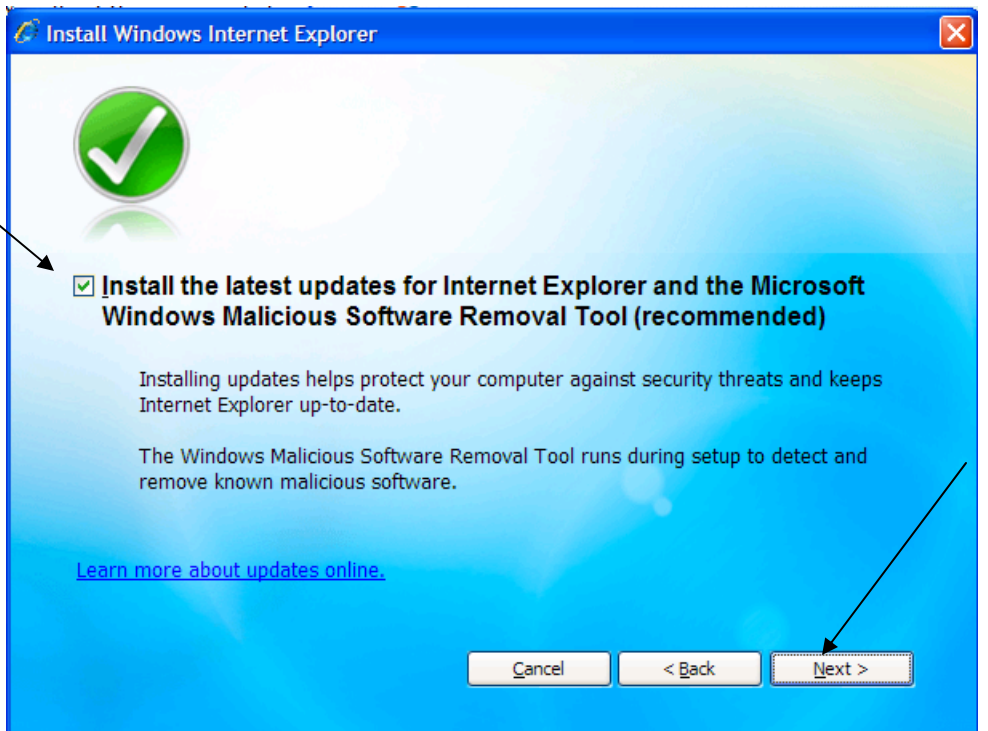 Install Windows Internet Explorer
Install the latest updates for Internet Explorer and the Microsoft
Windows Malicious Software Removal Tool (recommended)
Installing updates helps protect your computer against security threats and keeps
Internet Explorer up-to-date.
The Windows Malicious Software Removal Tool runs during setup to detect and
remove known malicious software.
Learn more about updates online.
Cancel
< Back
Next >